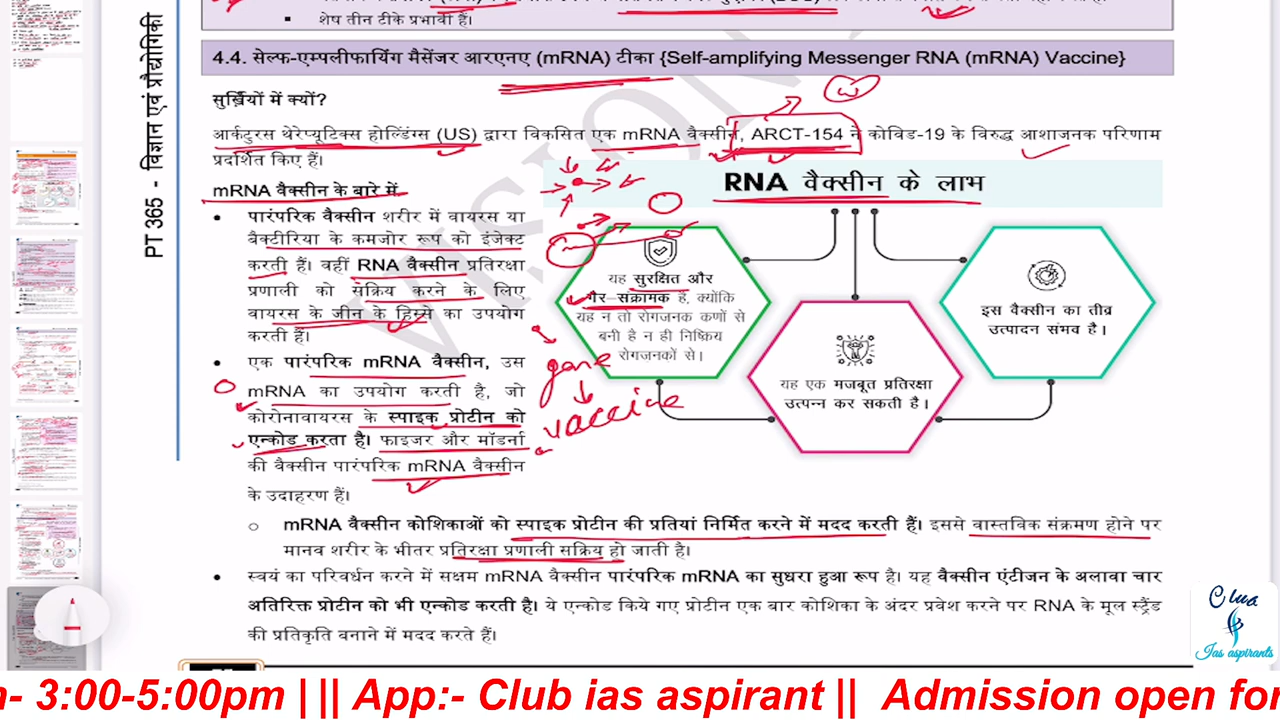 शेष तीन टीके प्रभावी हैं।
4.4. सेल्फ-एम्पलीफायिंग मैसेंजर आरएनए (mRNA) टीका {Self-amplifying Messenger RNA (mRNA) Vaccine}
सुर्ख़ियों में क्यों?
आर्कटुरस थेरेप्यूटिक्स होल्डिंग्स (US) द्वारा विकसित एक mRNA वैक्सीन, ARCT-154 ने कोविड-19 के विरुद्ध आशाजनक परिणाम
प्रदर्शित किए हैं।
mRNA वैक्सीन के बारे में
पारंपरिक वैक्सीन शरीर में वायरस या
बैक्टीरिया के कमजोर रूप को इंजेक्ट
करती है। वहीं RNA वैक्सीन प्रतिरक्षा
प्रणाली को सक्रिय करने के लिए
वायरस के जीन के हिस्से का उपयोग
करती हैं।
एक पारंपरिक mRNA वैक्सीन, उस
mRNA का उपयोग करती है, जो
कोरोनावायरस के स्पाइक प्रोटीन को
एन्कोड करता है। फाइजर और मॉडर्ना
की वैक्सीन पारंपरिक mRNA वैक्सीन
के उदाहरण हैं।
RNA वैक्सीन के लाभ
यह सुरक्षित और
गैर-संक्रामक है, क्योंकि
यह न तो रोगजनक कणों से
बनी है न ही निष्क्रिय
रोगजनकों से।
यह एक मजबूत प्रतिरक्षा
उत्पन्न कर सकती है।
इस वैक्सीन का तीव्र
उत्पादन संभव है।
gene
vaccine
mRNA वैक्सीन कोशिकाओं को स्पाइक प्रोटीन की प्रतियां निर्मित करने में मदद करती है। इससे वास्तविक संक्रमण होने पर
मानव शरीर के भीतर प्रतिरक्षा प्रणाली सक्रिय हो जाती है।
स्वयं का परिवर्धन करने में सक्षम mRNA वैक्सीन पारंपरिक mRNA का सुधरा हुआ रूप है। यह वैक्सीन एंटीजन के अलावा चार
अतिरिक्त प्रोटीन को भी एन्कोड करती है। ये एन्कोड किये गए प्रोटीन एक बार कोशिका के अंदर प्रवेश करने पर RNA के मूल स्ट्रैंड
की प्रतिकृति बनाने में मदद करते हैं।
PT 365 - विज्ञान एवं प्रौद्योगिकी
Club
Ias aspirants
- 3:00-5:00pm ||| App:- Club ias aspirant || Admission open for